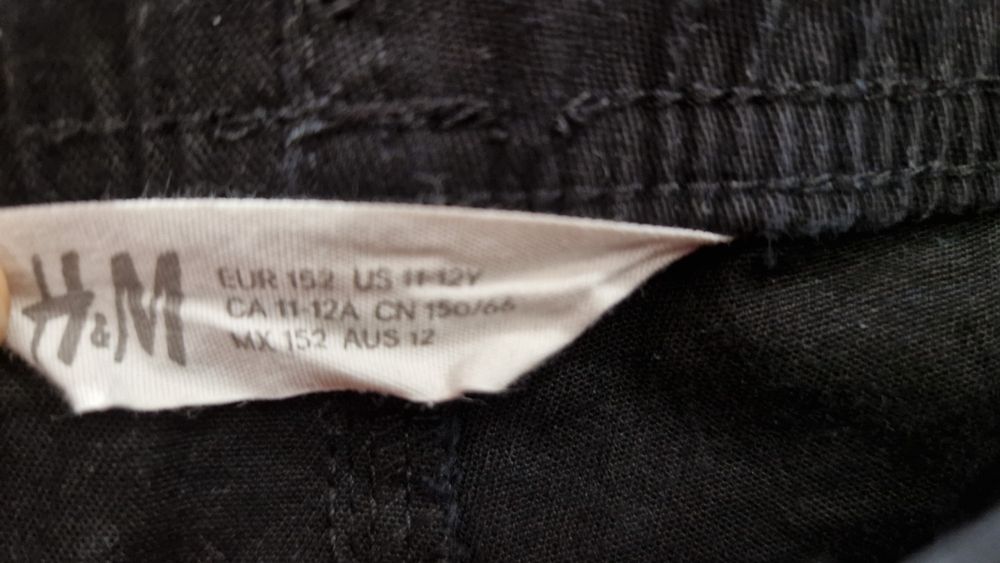 H&M
EUR 152 US 11-12Y
CA 11-12A CN 150/66
MX 152 AUS 12